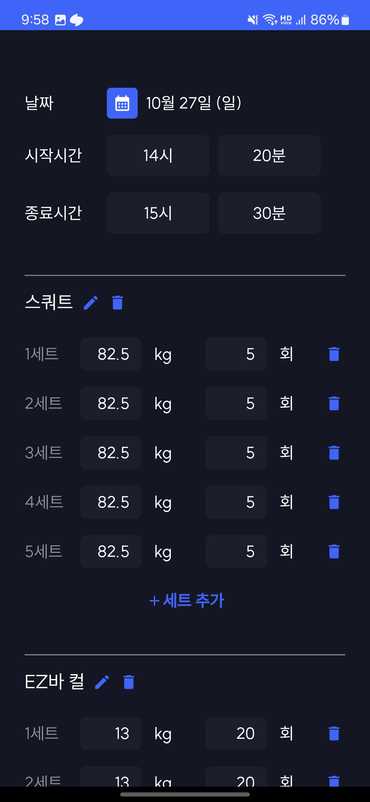 9:58 HD 86%
날짜 10월 27일 (일)
시작시간 14시 20분
종료시간 15시 30분
스쿼트
1세트 82.5 kg 5 회
2세트 82.5 kg 5 회
3세트 82.5 kg 5 회
4세트 82.5 kg 5 회
5세트 82.5 kg 5 회
+ 세트 추가
EZ바 컬
1세트 13 kg 20 회
2세트 13 kg 20 회